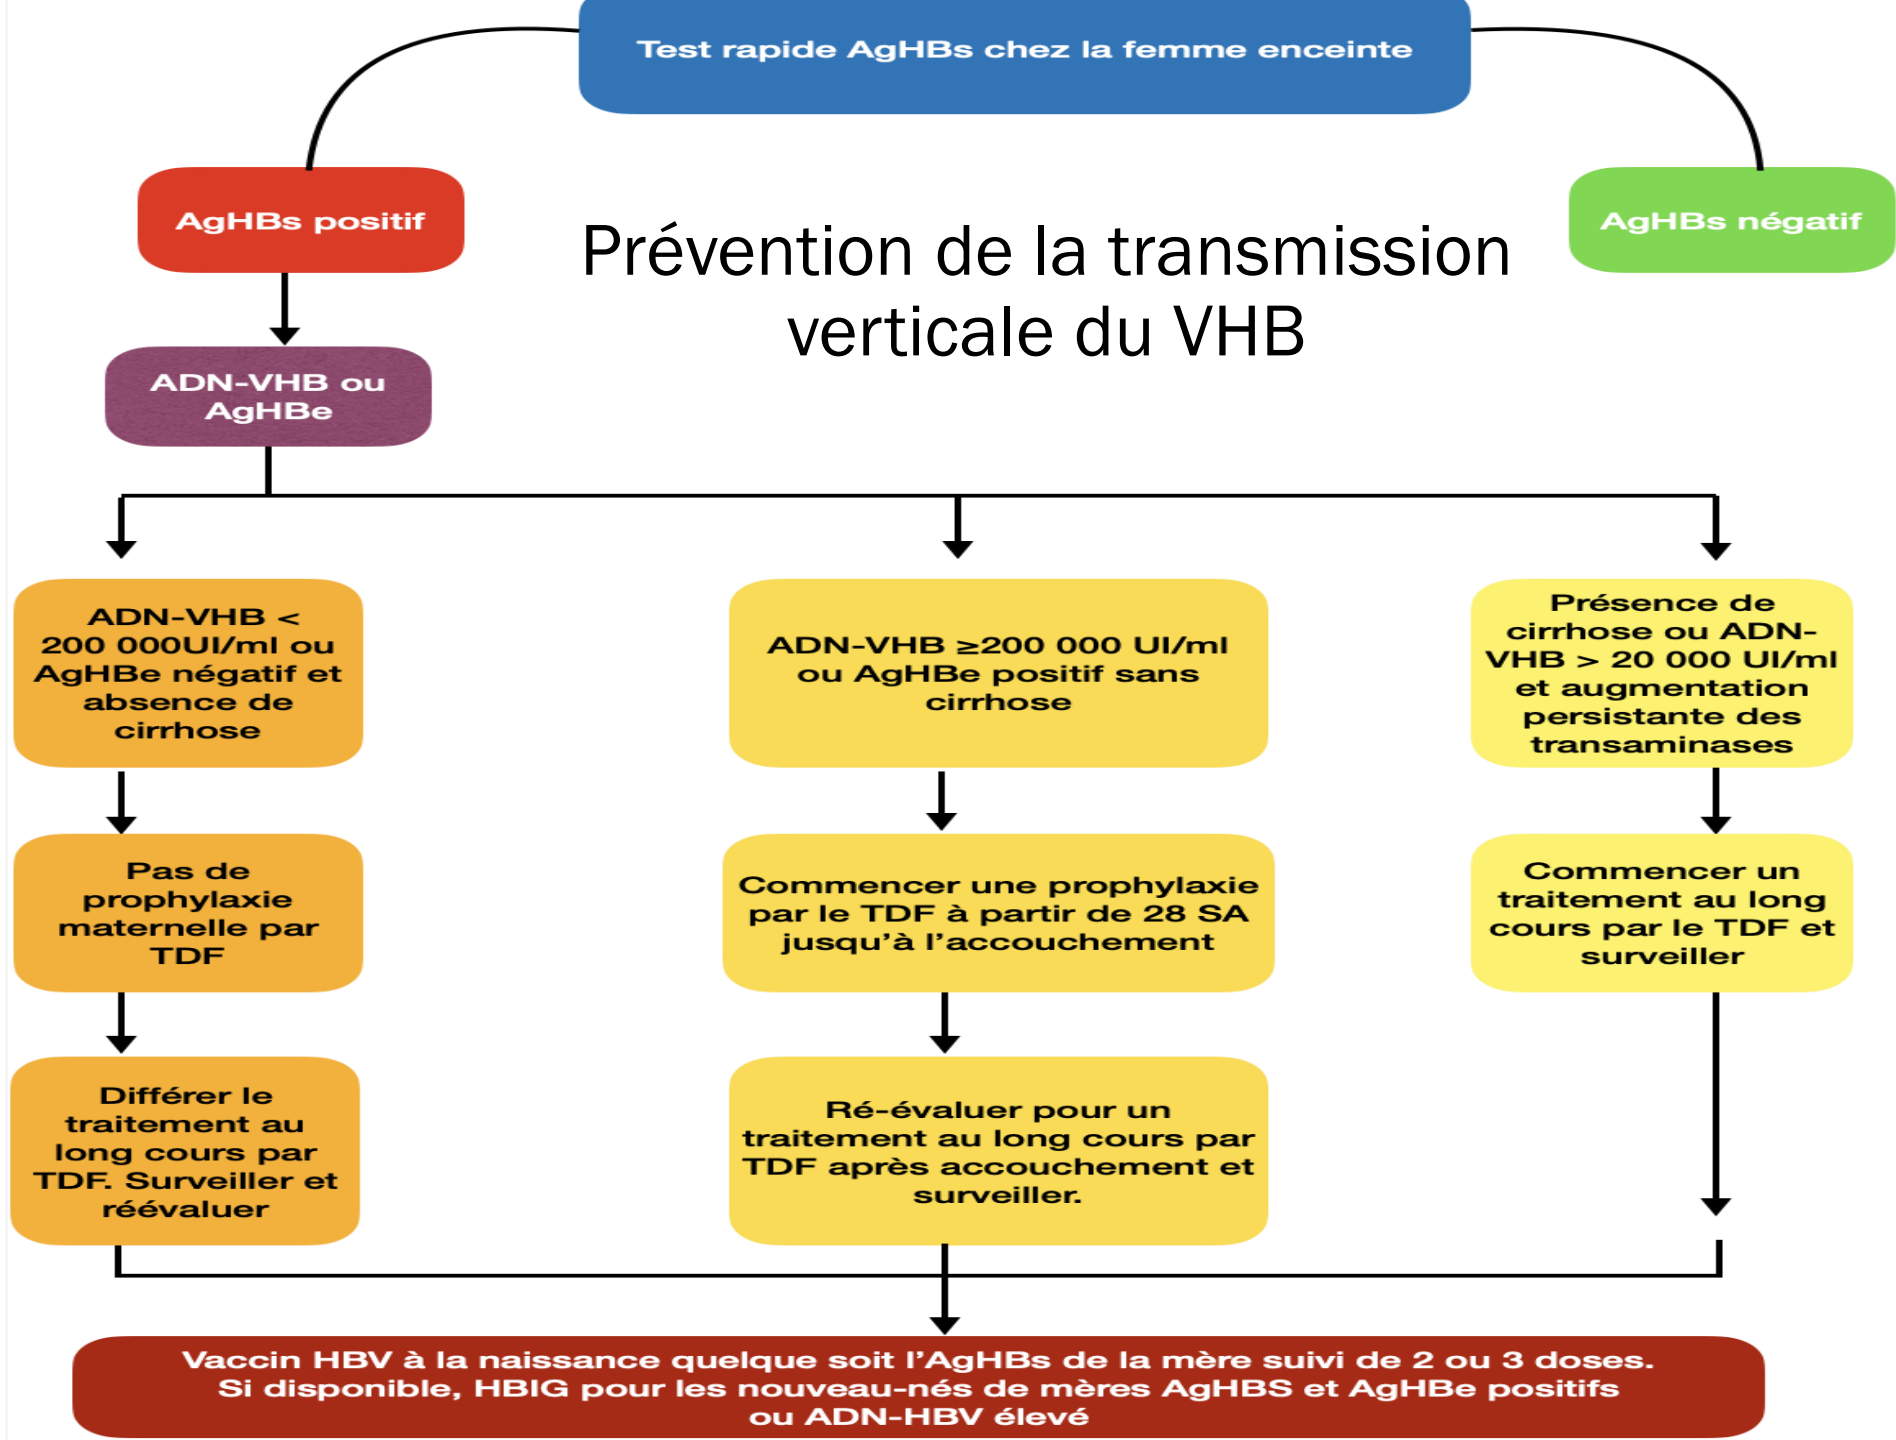 Test rapide AgHBs chez la femme enceinte
AgHBs positif
AgHBs négatif
Prévention de la transmission
verticale du VHB
ADN-VHB ou
AgHBe
ADN-VHB <
200 000UI/ml ou
AgHBe négatif et
absence de
cirrhose
ADN-VHB ≥200 000 UI/ml
ou AgHBe positif sans
cirrhose
Présence de
cirrhose ou ADN-
VHB > 20 000 UI/ml
et augmentation
persistante des
transaminases
Pas de
prophylaxie
maternelle par
TDF
Commencer une prophylaxie
par le TDF à partir de 28 SA
jusqu'à l'accouchement
Commencer un
traitement au long
cours par le TDF et
surveiller
Différer le
traitement au
long cours par
TDF. Surveiller et
réévaluer
Ré-évaluer pour un
traitement au long cours par
TDF après accouchement et
surveiller.
Vaccin HBV à la naissance quelque soit l'AgHBs de la mère suivi de 2 ou 3 doses.
Si disponible, HBIG pour les nouveau-nés de mères AgHBS et AgHBe positifs
ou ADN-HBV élevé